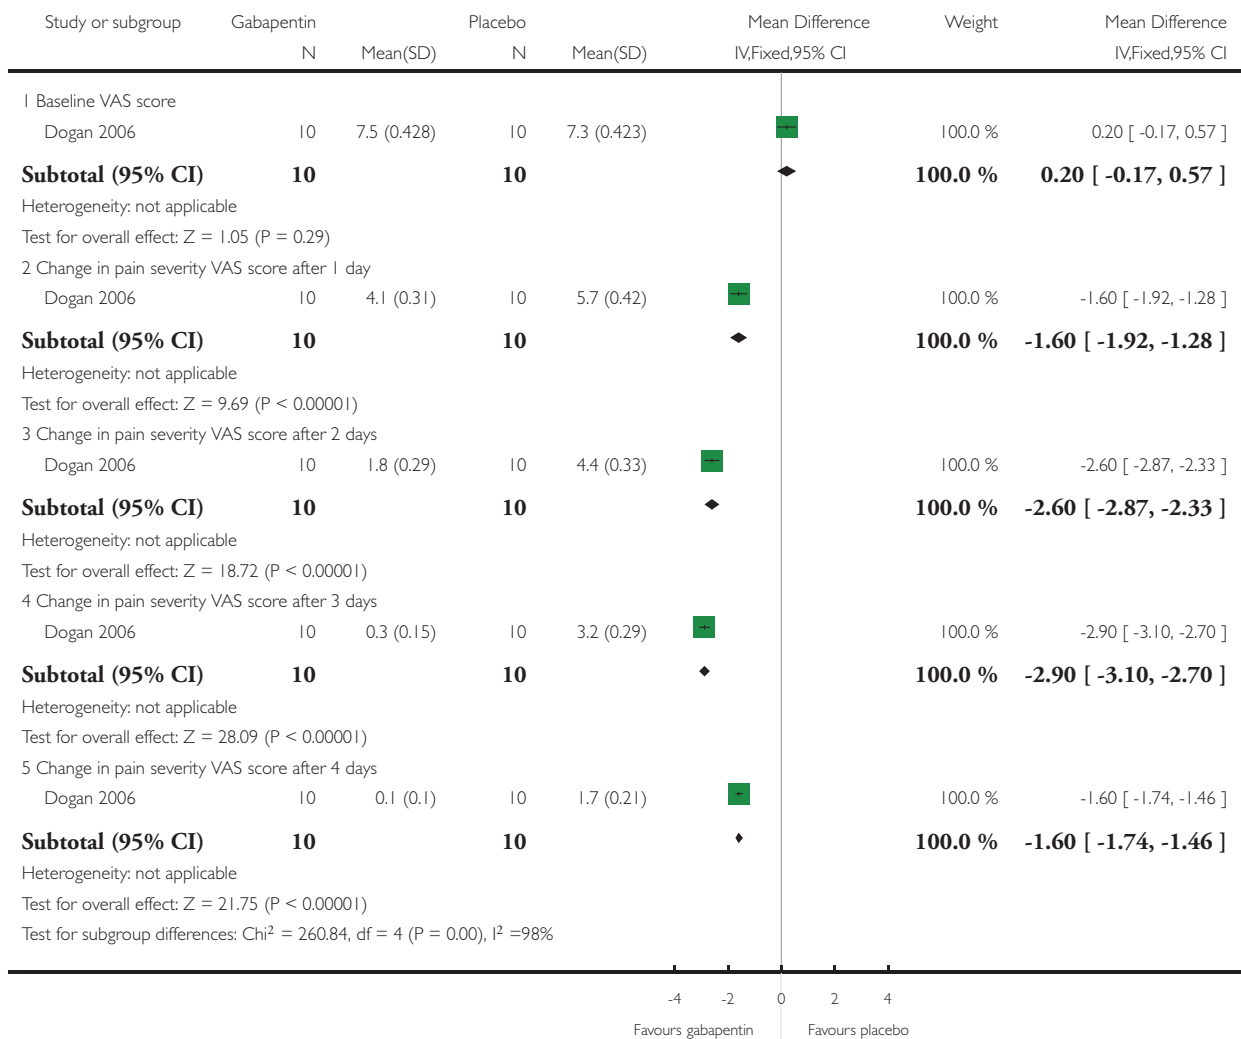 Study or subgroup Gabapentin Placebo Mean Difference Weight Mean Difference
N Mean(SD) N Mean(SD) IV,Fixed,95% CI IV,Fixed,95% CI
1 Baseline VAS score
Dogan 2006 10 7.5 (0.428) 10 7.3 (0.423) 100.0 % 0.20 [ -0.17, 0.57 ]
Subtotal (95% CI) 10 10 100.0 % 0.20 [ -0.17, 0.57 ]
Heterogeneity: not applicable
Test for overall effect: Z = 1.05 (P = 0.29)
2 Change in pain severity VAS score after 1 day
Dogan 2006 10 4.1 (0.31) 10 5.7 (0.42) 100.0 % -1.60 [ -1.92, -1.28 ]
Subtotal (95% CI) 10 10 100.0 % -1.60 [ -1.92, -1.28 ]
Heterogeneity: not applicable
Test for overall effect: Z = 9.69 (P < 0.00001)
3 Change in pain severity VAS score after 2 days
Dogan 2006 10 1.8 (0.29) 10 4.4 (0.33) 100.0 % -2.60 [ -2.87, -2.33 ]
Subtotal (95% CI) 10 10 100.0 % -2.60 [ -2.87, -2.33 ]
Heterogeneity: not applicable
Test for overall effect: Z = 18.72 (P < 0.00001)
4 Change in pain severity VAS score after 3 days
Dogan 2006 10 0.3 (0.15) 10 3.2 (0.29) 100.0 % -2.90 [ -3.10, -2.70 ]
Subtotal (95% CI) 10 10 100.0 % -2.90 [ -3.10, -2.70 ]
Heterogeneity: not applicable
Test for overall effect: Z = 28.09 (P < 0.00001)
5 Change in pain severity VAS score after 4 days
Dogan 2006 10 0.1 (0.1) 10 1.7 (0.21) 100.0 % -1.60 [ -1.74, -1.46 ]
Subtotal (95% CI) 10 10 100.0 % -1.60 [ -1.74, -1.46 ]
Heterogeneity: not applicable
Test for overall effect: Z = 21.75 (P < 0.00001)
Test for subgroup differences: Chi² = 260.84, df = 4 (P = 0.00), I² =98%
-4 -2 0 2 4
Favours gabapentin Favours placebo